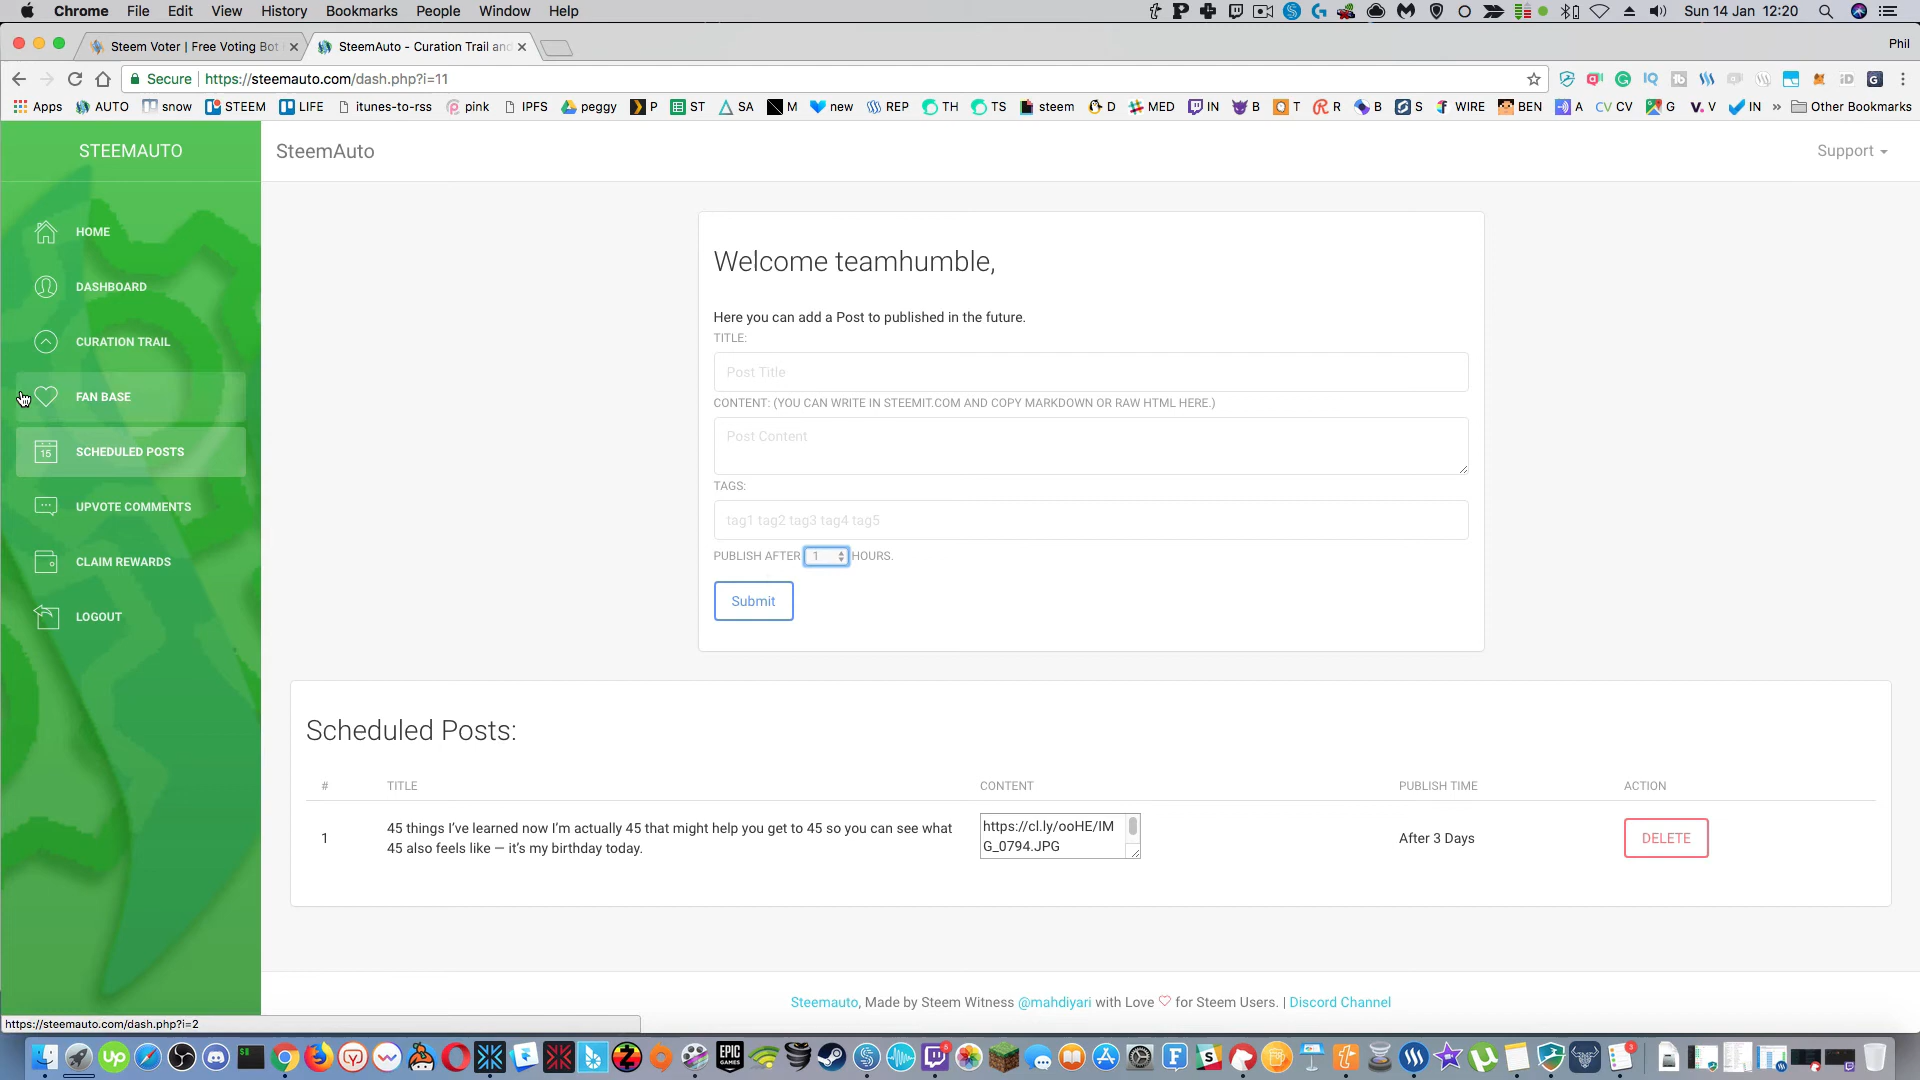 Chrome File Edit View History Bookmarks People Window Help Sun 14 Jan 12:20
Steem Voter | Free Voting Bot SteemAuto - Curation Trail and Phil
Secure https://steemauto.com/dash.php?i=11
Apps AUTO snow STEEM LIFE itunes-to-rss pink IPFS peggy P ST SA M new REP TH TS steem D MED IN B T R B S WIRE BEN A CV CV G V IN » Other Bookmarks
STEEMAUTO
SteemAuto
Support
HOME
DASHBOARD
CURATION TRAIL
FAN BASE
SCHEDULED POSTS
UPVOTE COMMENTS
CLAIM REWARDS
LOGOUT
Welcome teamhumble,
Here you can add a Post to published in the future.
TITLE:
Post Title
CONTENT: (YOU CAN WRITE IN STEEMIT.COM AND COPY MARKDOWN OR RAW HTML HERE.)
Post Content
TAGS:
tag1 tag2 tag3 tag4 tag5
PUBLISH AFTER 1 HOURS.
Submit
Scheduled Posts:
# TITLE CONTENT PUBLISH TIME ACTION
1 45 things I've learned now I'm actually 45 that might help you get to 45 so you can see what
45 also feels like — it's my birthday today.
https://cl.ly/ooHE/IM
G_0794.JPG
After 3 Days
DELETE
Steemauto, Made by Steem Witness @mahdiyari with Love ♡ for Steem Users. | Discord Channel
https://steemauto.com/dash.php?i=2